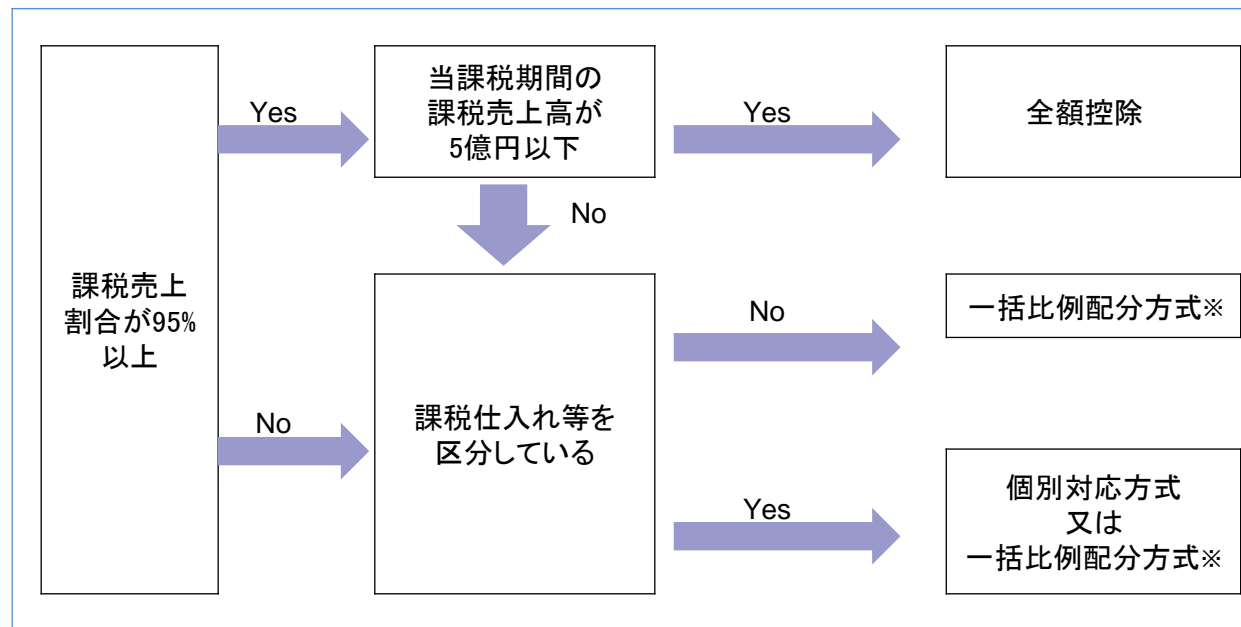 課税売上
割合が95%
以上
Yes
当課税期間の
課税売上高が
5億円以下
Yes
全額控除
No
No
課税仕入れ等を
区分している
No
一括比例配分方式※
Yes
個別対応方式
又は
一括比例配分方式※